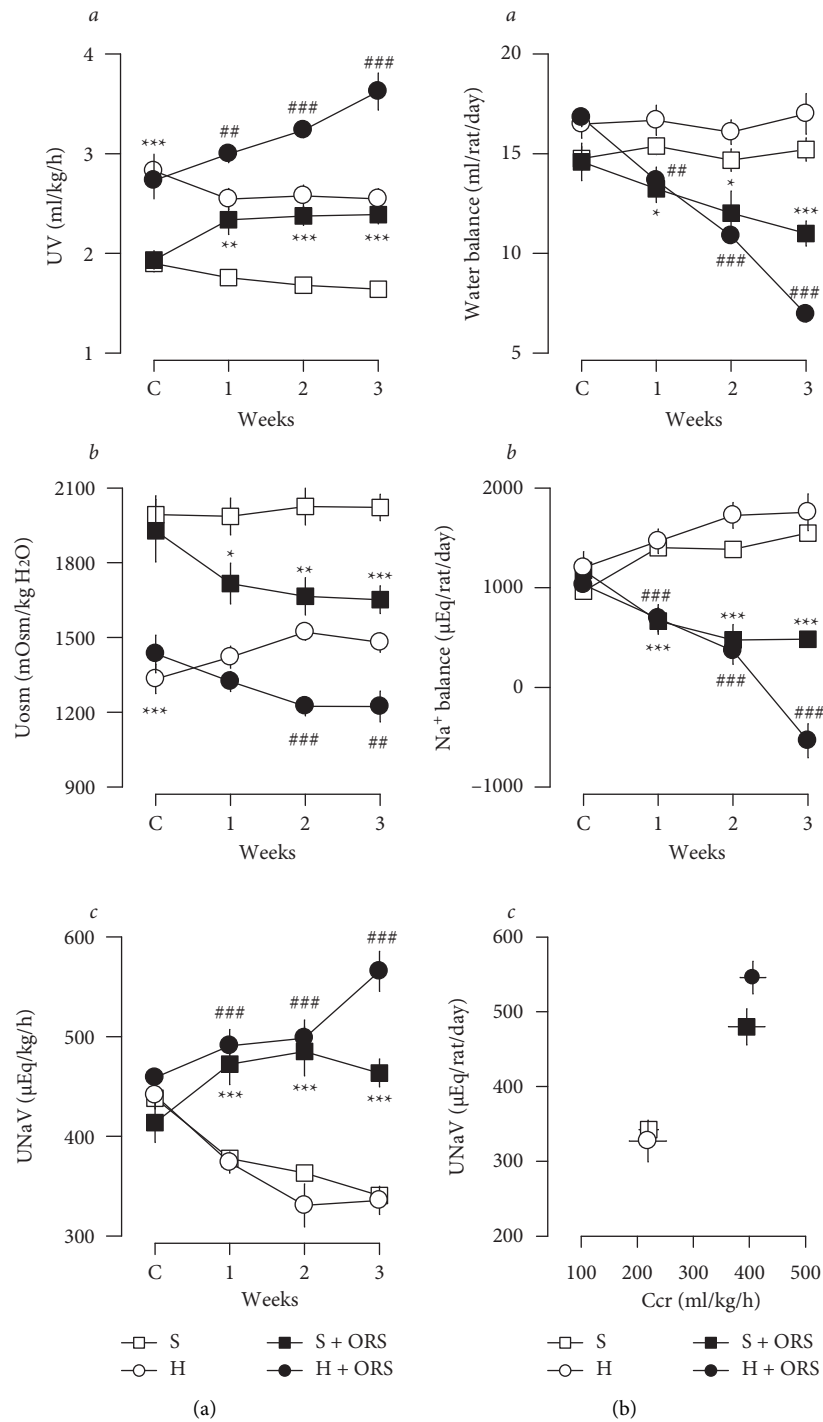 a
4
3
2
1
UV (ml/kg/h)
***
##
###
###
**
***
***
C 1 2 3
Weeks
b
2100
1800
1500
1200
900
Uosm (mOsm/kg H2O)
*
**
***
***
###
##
C 1 2 3
Weeks
c
600
500
400
300
UNaV (μEq/kg/h)
###
###
###
***
***
***
C 1 2 3
Weeks
S S + ORS
H H + ORS
(a)
a
20
15
10
5
Water balance (ml/rat/day)
##
*
*
***
###
###
C 1 2 3
Weeks
b
2000
1000
0
−1000
Na+ balance (μEq/rat/day)
###
***
***
***
###
###
C 1 2 3
Weeks
c
600
500
400
300
200
UNaV (μEq/rat/day)
100 200 300 400 500
Ccr (ml/kg/h)
S S + ORS
H H + ORS
(b)